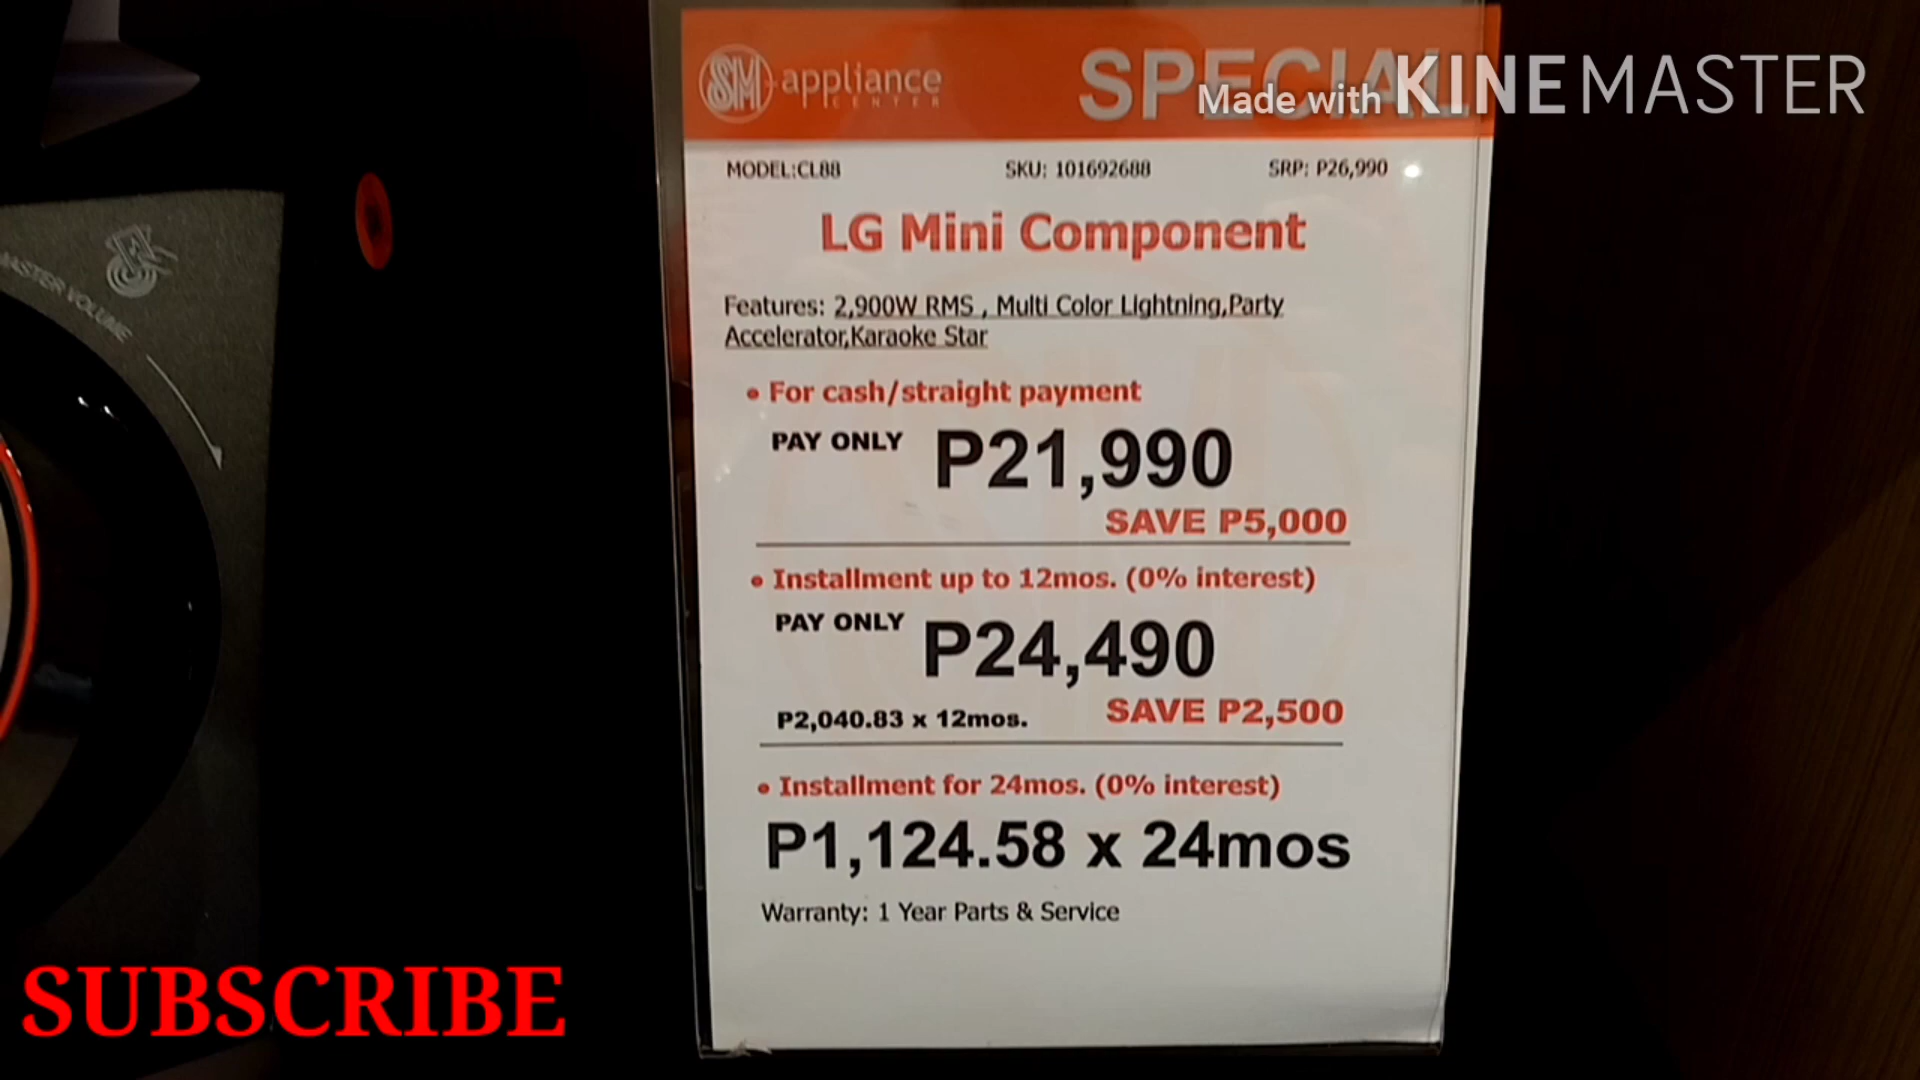 SM appliance
CENTER
SPECIAL
Made with KINEMASTER
MODEL:CL88 SKU: 101692688 SRP: P26,990
LG Mini Component
Features: 2,900W RMS , Multi Color Lightning,Party
Accelerator,Karaoke Star
MASTER VOLUME
• For cash/straight payment
PAY ONLY P21,990
SAVE P5,000
• Installment up to 12mos. (0% interest)
PAY ONLY P24,490
P2,040.83 x 12mos. SAVE P2,500
• Installment for 24mos. (0% interest)
P1,124.58 x 24mos
Warranty: 1 Year Parts & Service
SUBSCRIBE